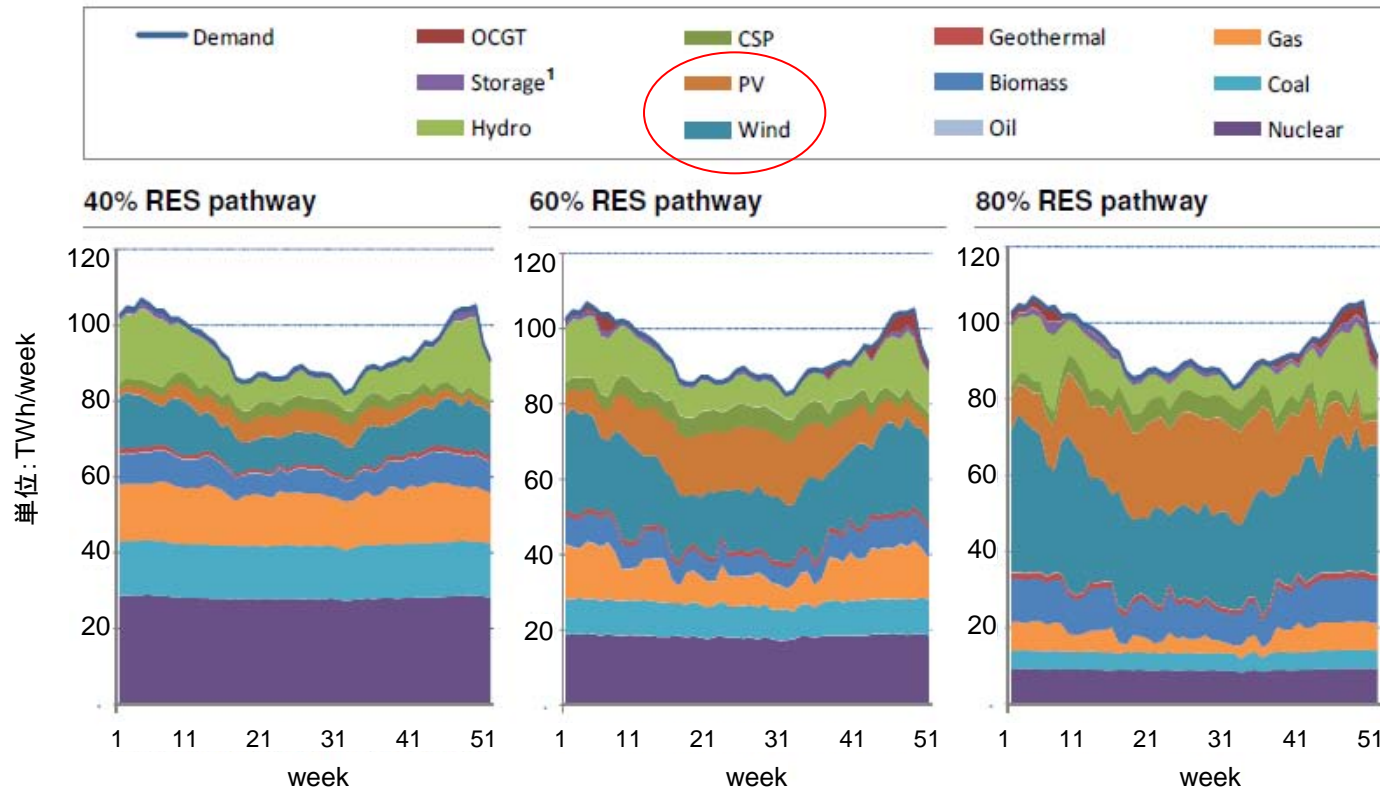 Demand OCGT CSP Geothermal Gas
Storage¹ PV Biomass Coal
Hydro Wind Oil Nuclear
40% RES pathway 60% RES pathway 80% RES pathway
単位：TWh/week
120 120 120
100 100 100
80 80 80
60 60 60
40 40 40
20 20 20
- - -
1 11 21 31 41 51 1 11 21 31 41 51 1 11 21 31 41 51
week week week